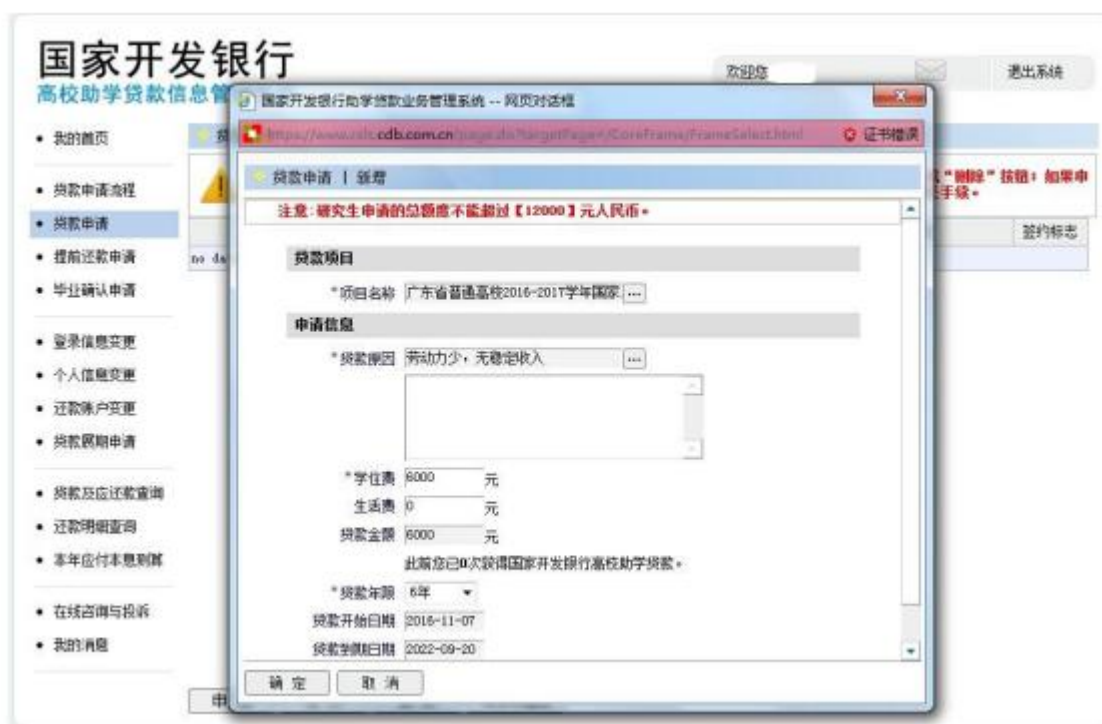 国家开发银行
高校助学贷款信息管
欢迎您
退出系统
国家开发银行助学贷款业务管理系统 -- 网页对话框
cdb.com.cn
证书错误
贷款申请 | 新增
注意:研究生申请的总额度不能超过【12000】元人民币。
"删除"按钮；如果申
手续。
签约标志
no da
贷款项目
*项目名称 广东省普通高校2016-2017学年国家 ...
申请信息
*贷款原因 劳动力少，无稳定收入 ...
*学住费 6000 元
生活费 0 元
贷款金额 6000 元
此前您已0次获得国家开发银行高校助学贷款。
*贷款年限 6年
贷款开始日期 2016-11-07
贷款到期日期 2022-09-20
确 定 取 消
申
• 我的首页
• 贷款申请流程
• 贷款申请
• 提前还款申请
• 毕业确认申请
• 登录信息变更
• 个人信息变更
• 还款账户变更
• 贷款展期申请
• 贷款及应还款查询
• 还款明细查询
• 本年应付本息测算
• 在线咨询与投诉
• 我的消息